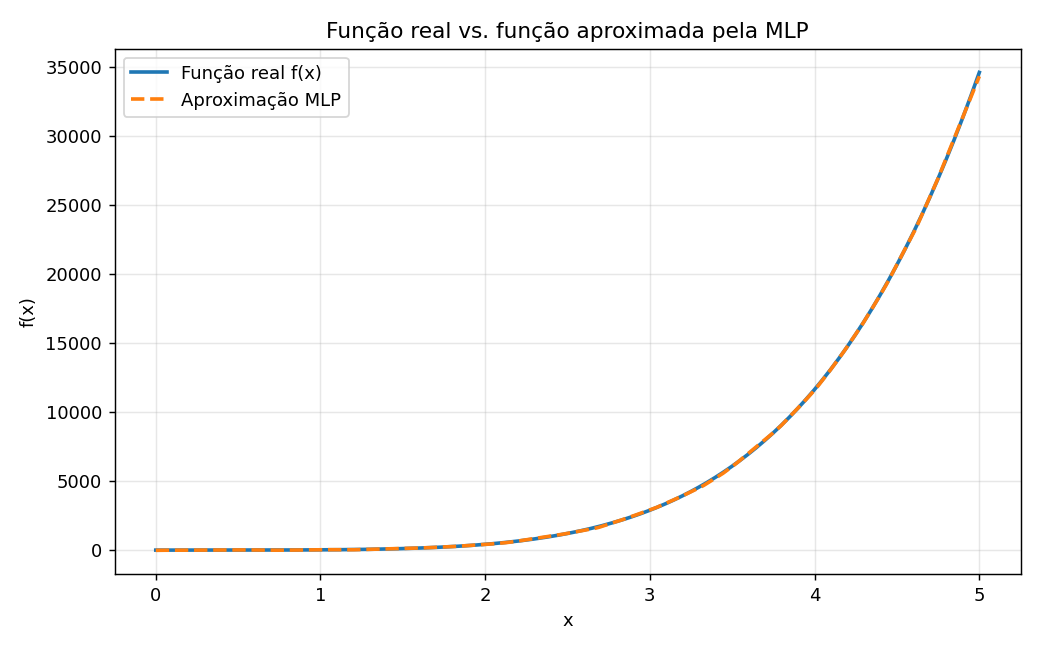 Função real vs. função aproximada pela MLP
Função real f(x)
Aproximação MLP
35000
30000
25000
20000
15000
10000
5000
0
f(x)
0 1 2 3 4 5
x